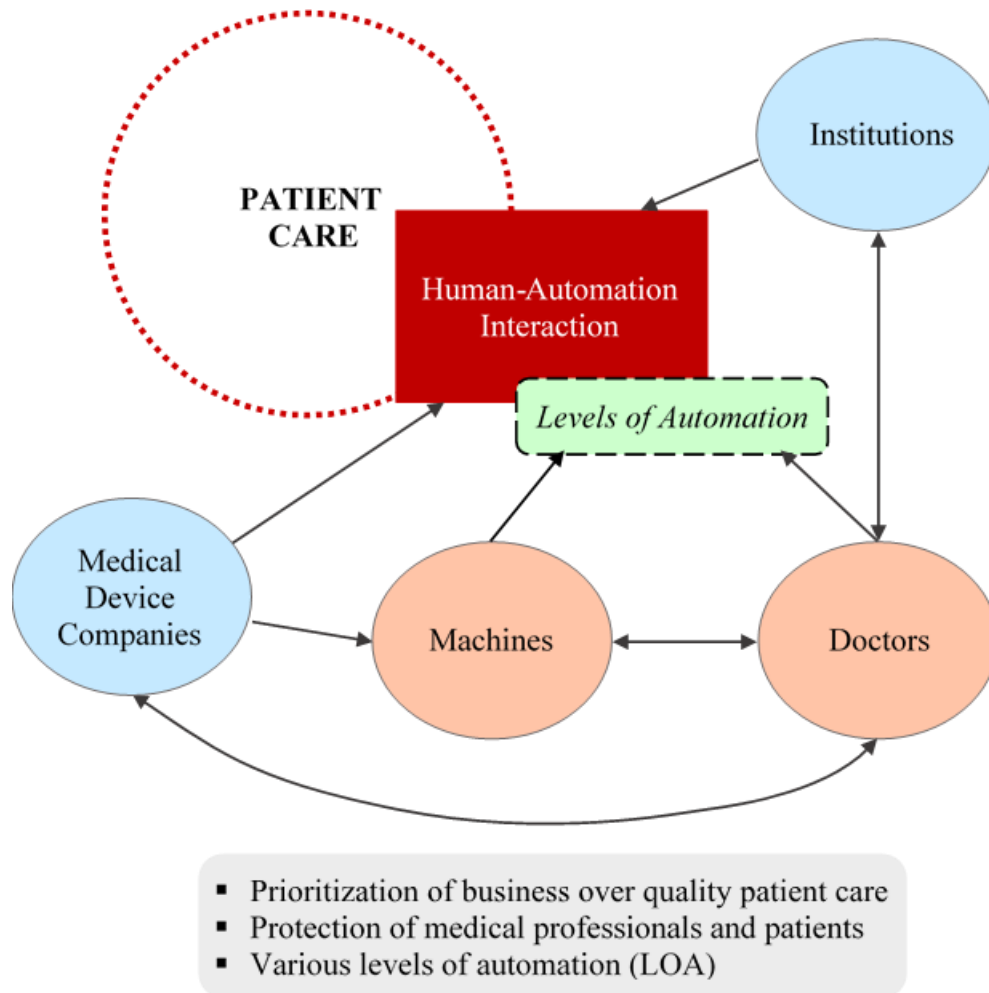 PATIENT
CARE
Institutions
Human-Automation
Interaction
Levels of Automation
Medical
Device
Companies
Machines
Doctors
▪ Prioritization of business over quality patient care
▪ Protection of medical professionals and patients
▪ Various levels of automation (LOA)